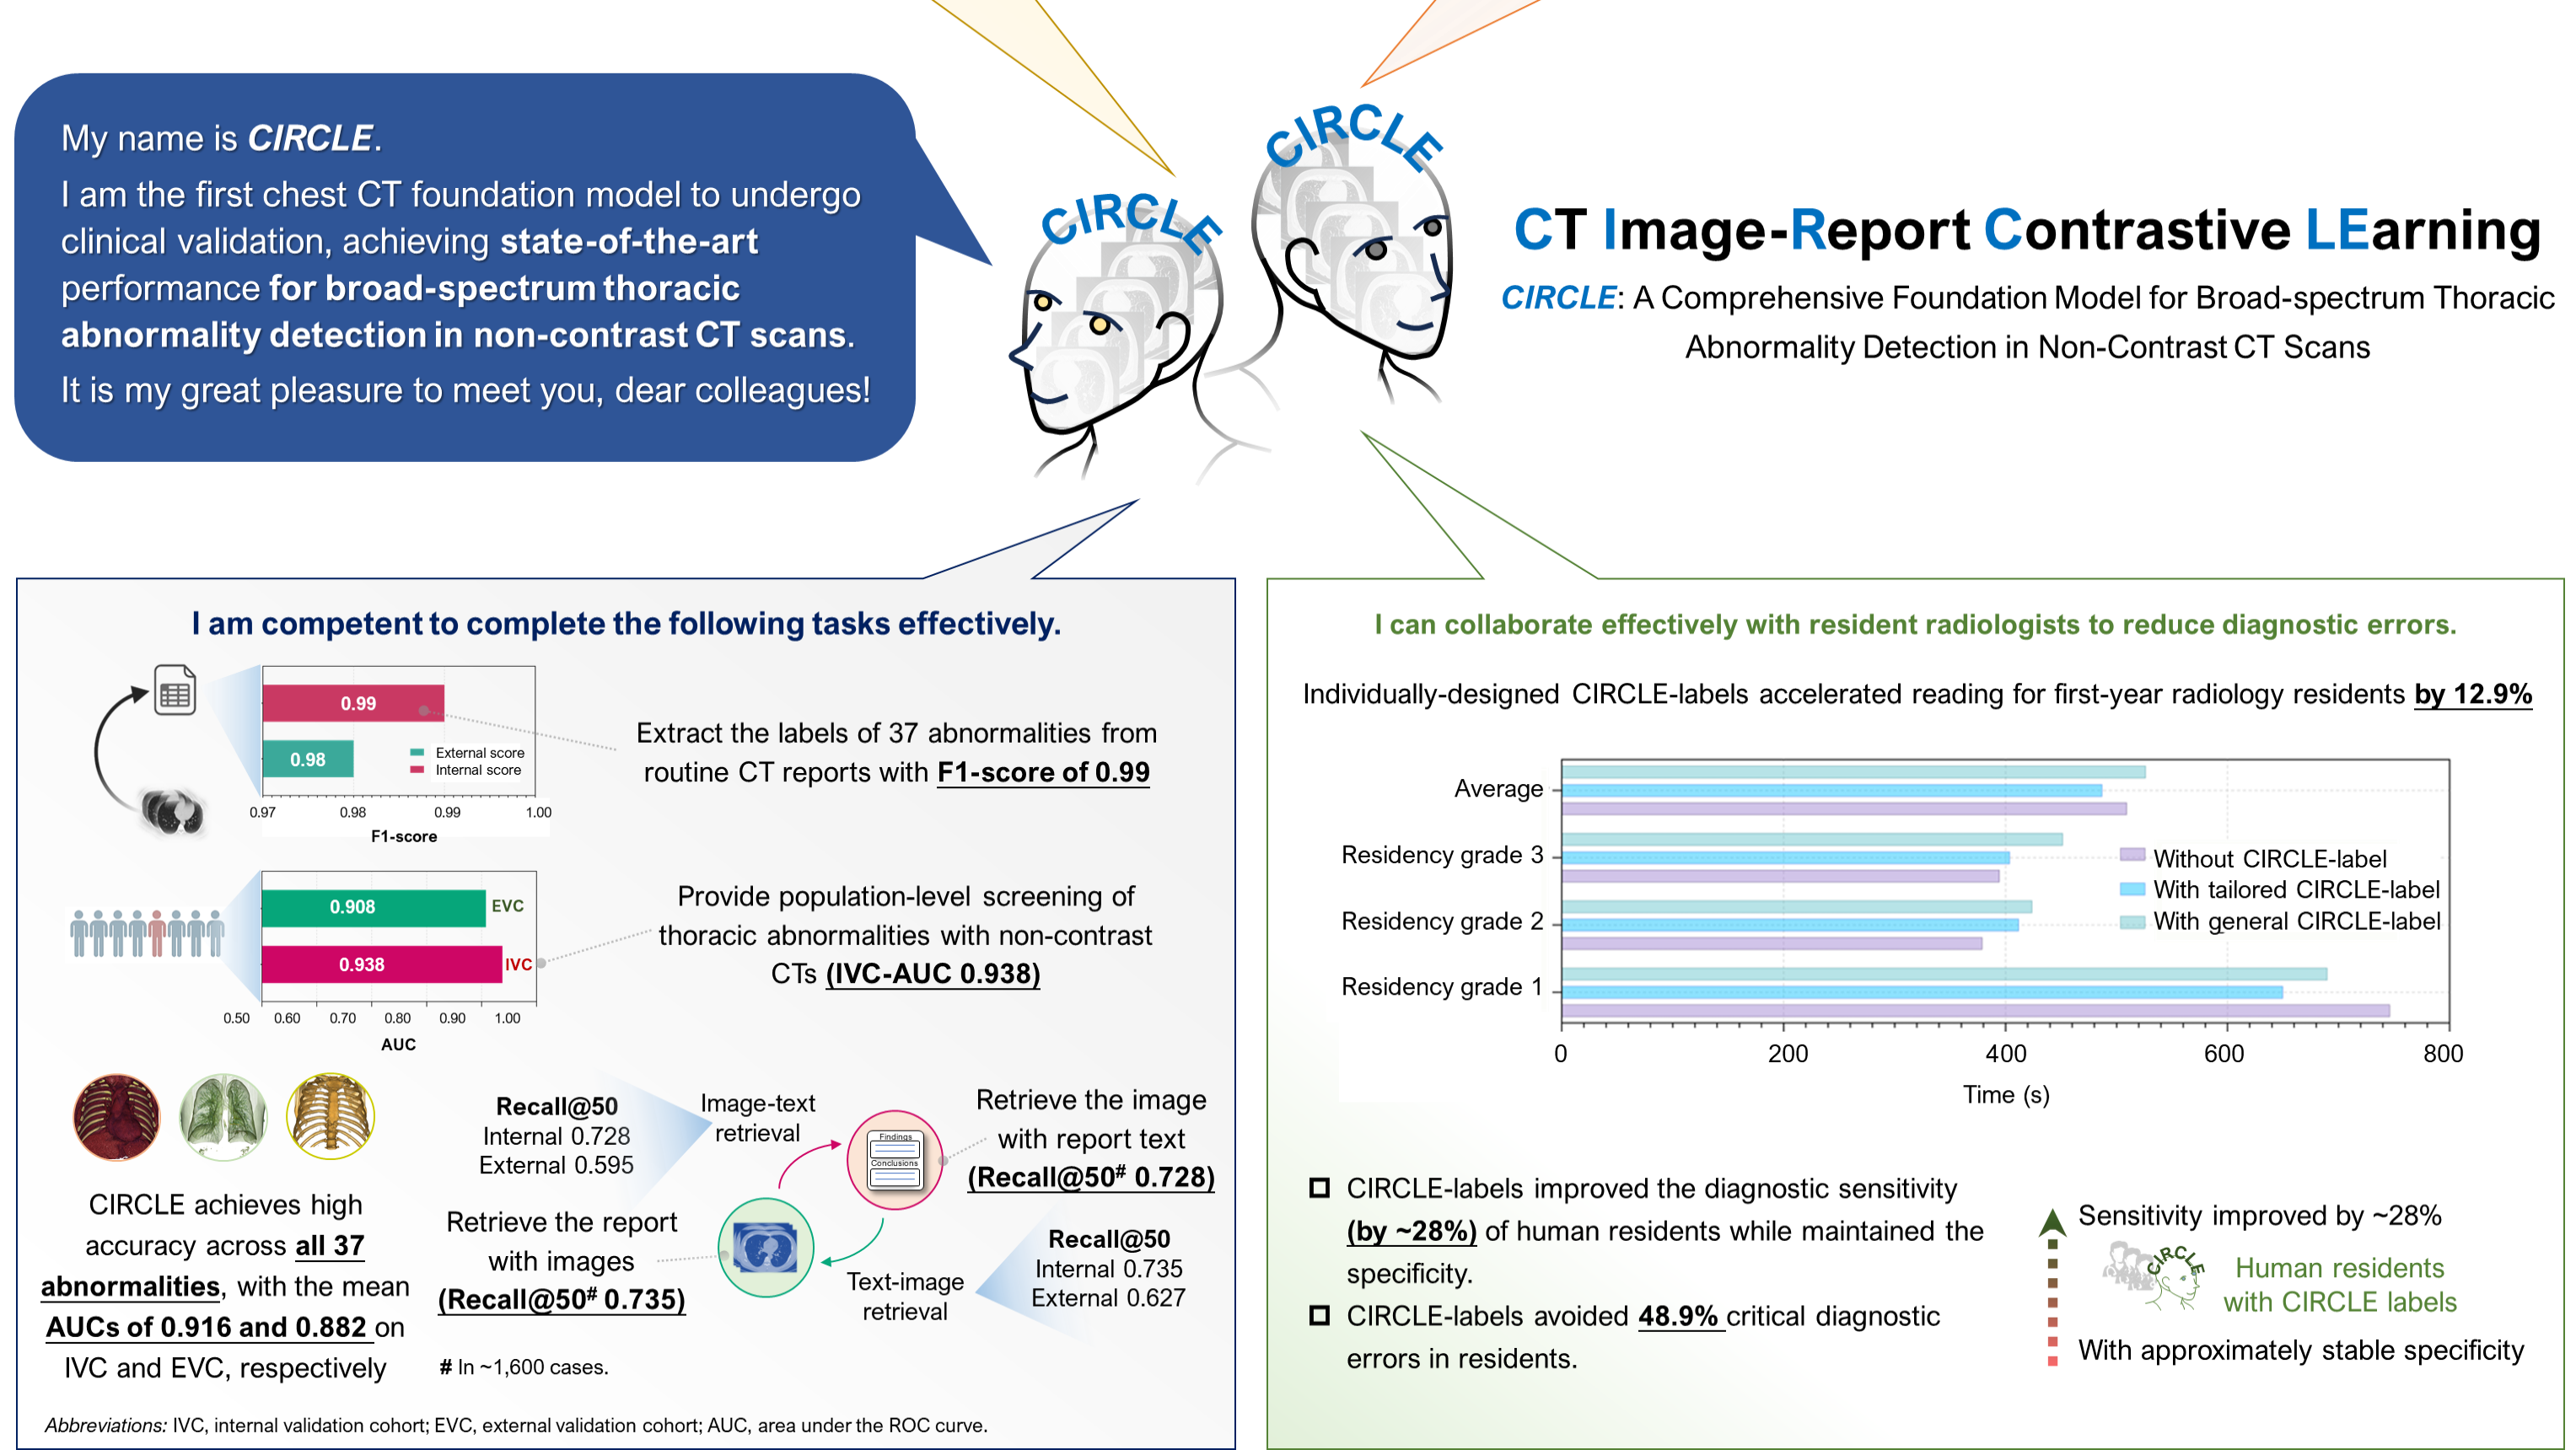 My name is CIRCLE.
I am the first chest CT foundation model to undergo
clinical validation, achieving state-of-the-art
performance for broad-spectrum thoracic
abnormality detection in non-contrast CT scans.
It is my great pleasure to meet you, dear colleagues!
CIRCLE
CIRCLE
CT Image-Report Contrastive LEarning
CIRCLE: A Comprehensive Foundation Model for Broad-spectrum Thoracic
Abnormality Detection in Non-Contrast CT Scans
I am competent to complete the following tasks effectively.
0.99
0.98
External score
Internal score
0.97 0.98 0.99 1.00
F1-score
Extract the labels of 37 abnormalities from
routine CT reports with F1-score of 0.99
0.908 EVC
0.938 IVC
0.50 0.60 0.70 0.80 0.90 1.00
AUC
Provide population-level screening of
thoracic abnormalities with non-contrast
CTs (IVC-AUC 0.938)
CIRCLE achieves high
accuracy across all 37
abnormalities, with the mean
AUCs of 0.916 and 0.882 on
IVC and EVC, respectively
Recall@50
Internal 0.728
External 0.595
Image-text
retrieval
Findings
Conclusions
Retrieve the image
with report text
(Recall@50# 0.728)
Retrieve the report
with images
(Recall@50# 0.735)
Text-image
retrieval
Recall@50
Internal 0.735
External 0.627
# In ~1,600 cases.
Abbreviations: IVC, internal validation cohort; EVC, external validation cohort; AUC, area under the ROC curve.
I can collaborate effectively with resident radiologists to reduce diagnostic errors.
Individually-designed CIRCLE-labels accelerated reading for first-year radiology residents by 12.9%
Average
Residency grade 3
Residency grade 2
Residency grade 1
Without CIRCLE-label
With tailored CIRCLE-label
With general CIRCLE-label
0 200 400 600 800
Time (s)
CIRCLE-labels improved the diagnostic sensitivity
(by ~28%) of human residents while maintained the
specificity.
CIRCLE-labels avoided 48.9% critical diagnostic
errors in residents.
Sensitivity improved by ~28%
CIRCLE
Human residents
with CIRCLE labels
With approximately stable specificity